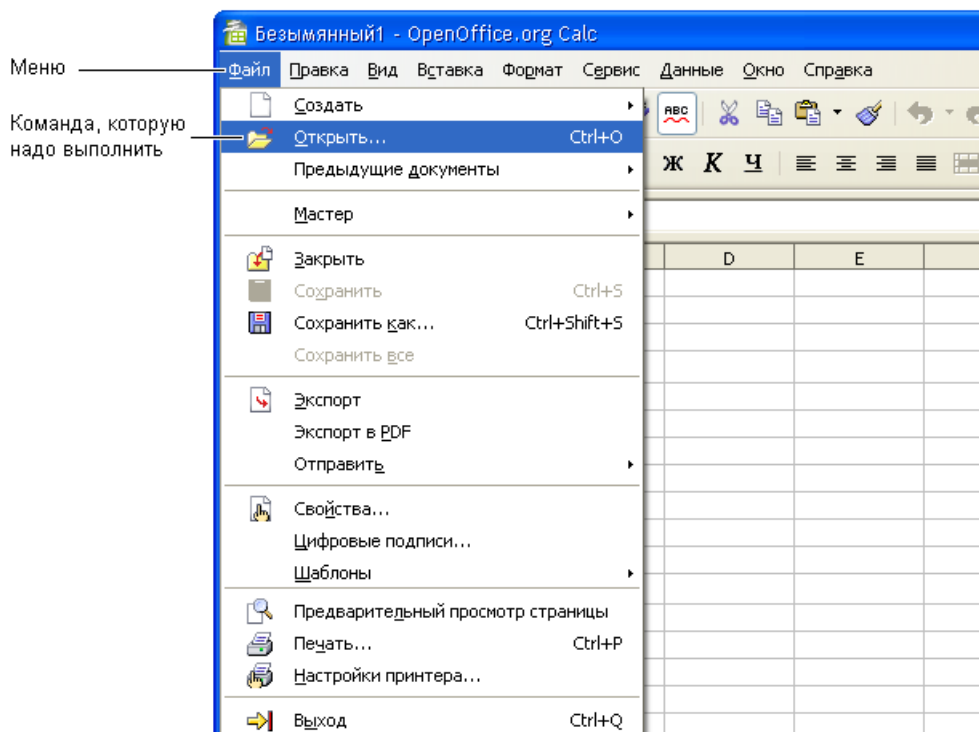 Безымянный1 - OpenOffice.org Calc
Меню
Файл Правка Вид Вставка Формат Сервис Данные Окно Справка
Создать
ABC
Команда, которую
надо выполнить
Открыть... Ctrl+O
Ж К Ч
Предыдущие документы
Мастер
D E
Закрыть
Сохранить Ctrl+S
Сохранить как... Ctrl+Shift+S
Сохранить все
Экспорт
Экспорт в PDF
Отправить
Свойства...
Цифровые подписи...
Шаблоны
Предварительный просмотр страницы
Печать... Ctrl+P
Настройки принтера...
Выход Ctrl+Q